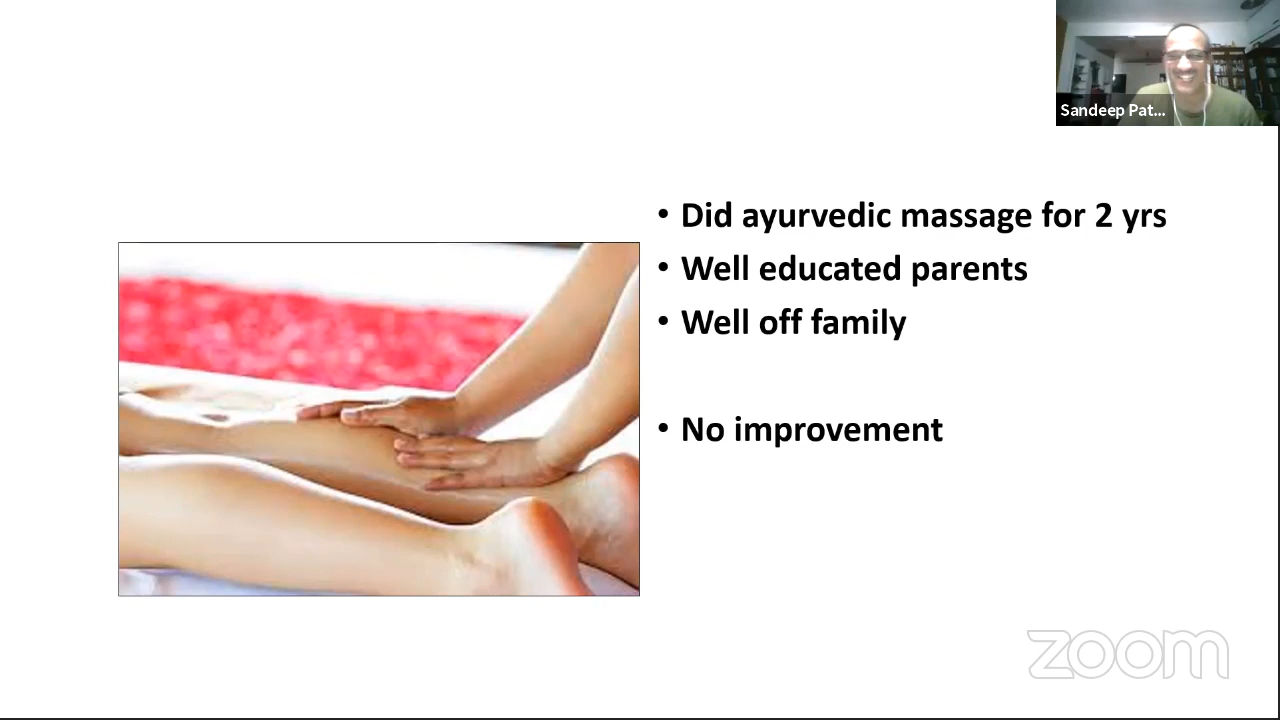 Sandeep Pat...
• Did ayurvedic massage for 2 yrs
• Well educated parents
• Well off family
• No improvement
zoom